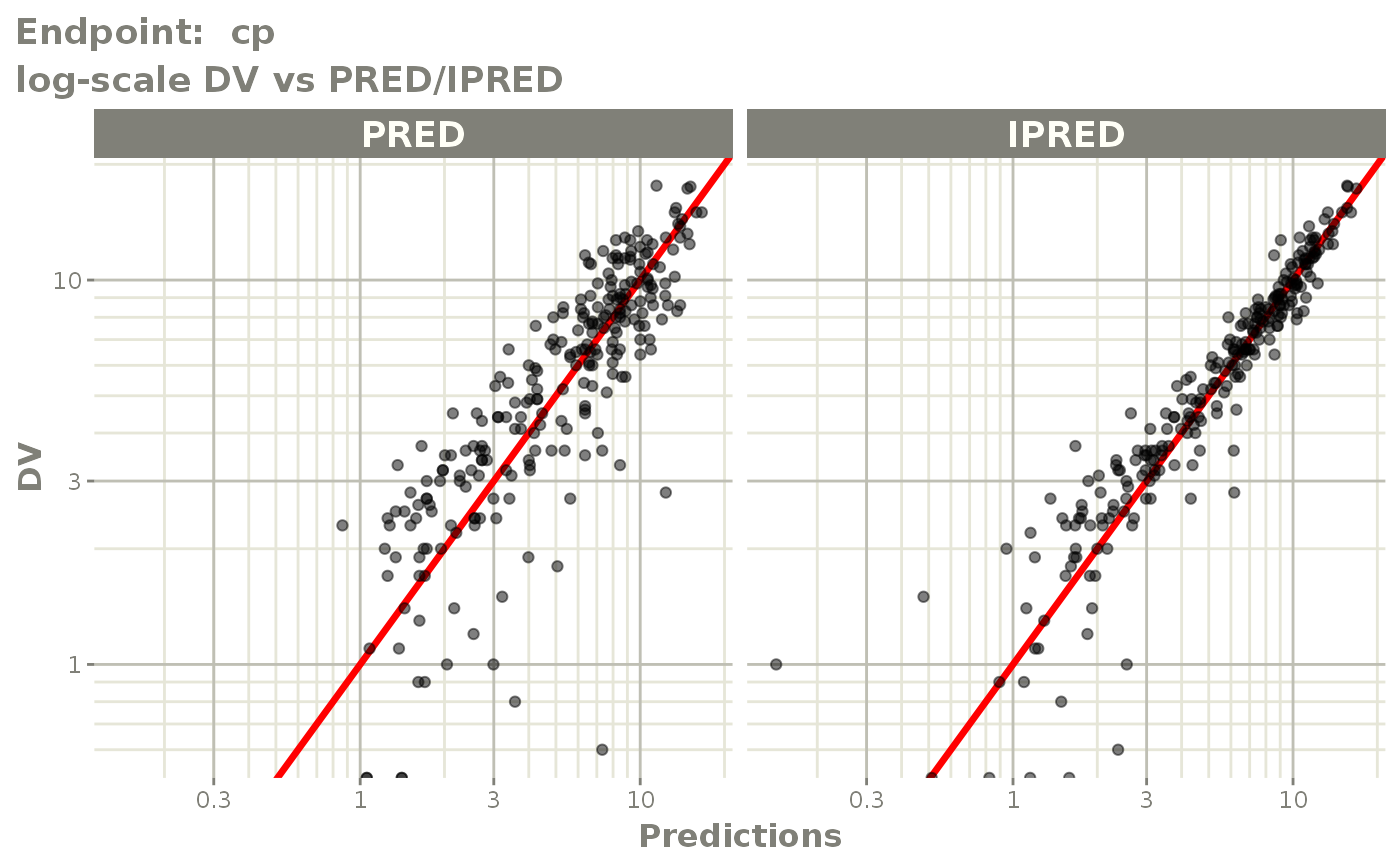 Endpoint:  cp
log-scale DV vs PRED/IPRED
PRED
IPRED
10
3
1
DV
0.3 1 3 10
0.3 1 3 10
Predictions